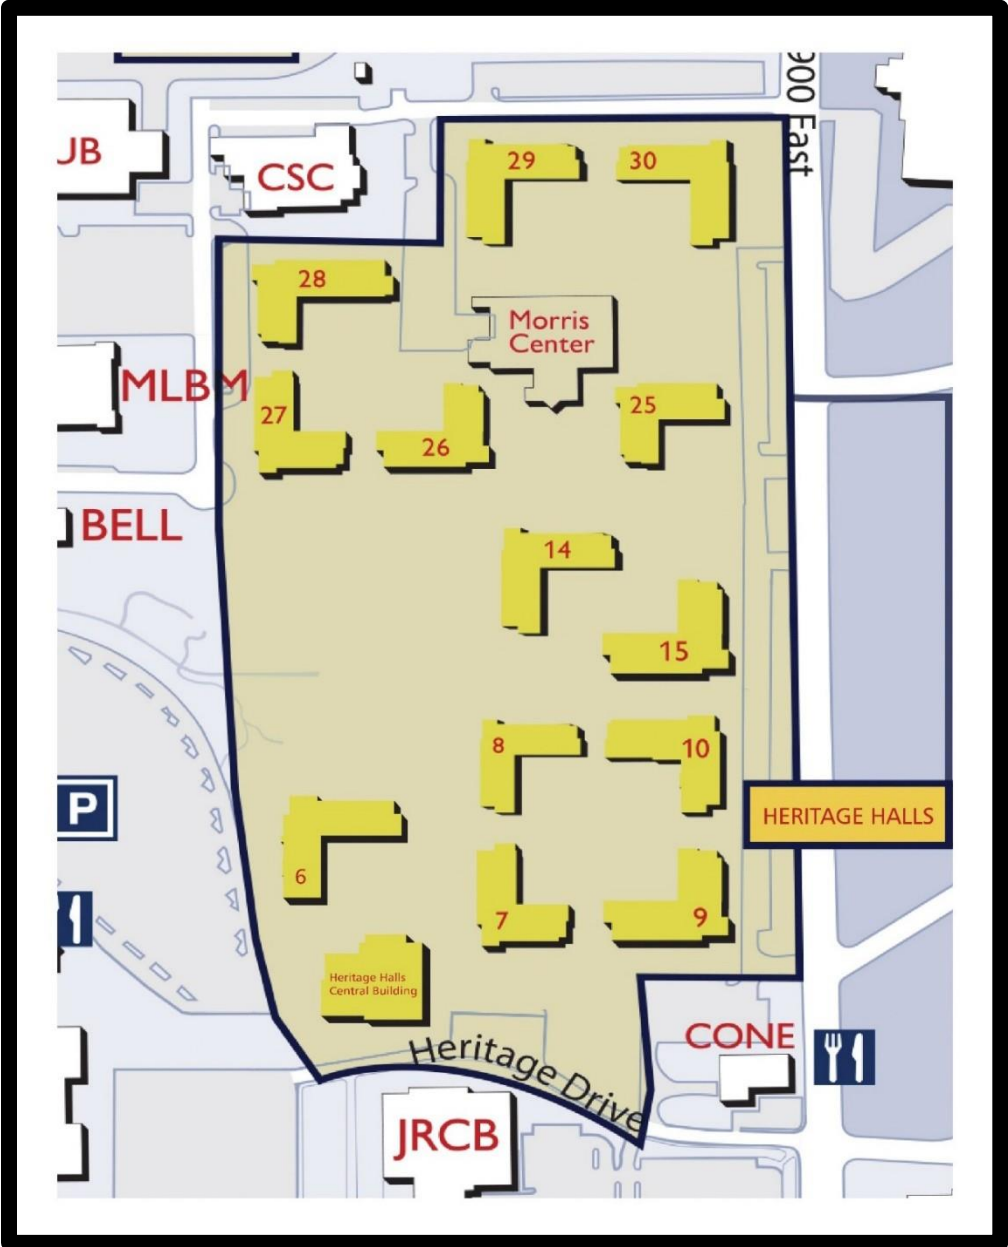 900 East
JB
CSC
29
30
28
Morris
Center
MLBM
27
26
25
BELL
14
15
8
10
P
HERITAGE HALLS
6
7
9
Heritage Halls
Central Building
Heritage Drive
CONE
JRCB